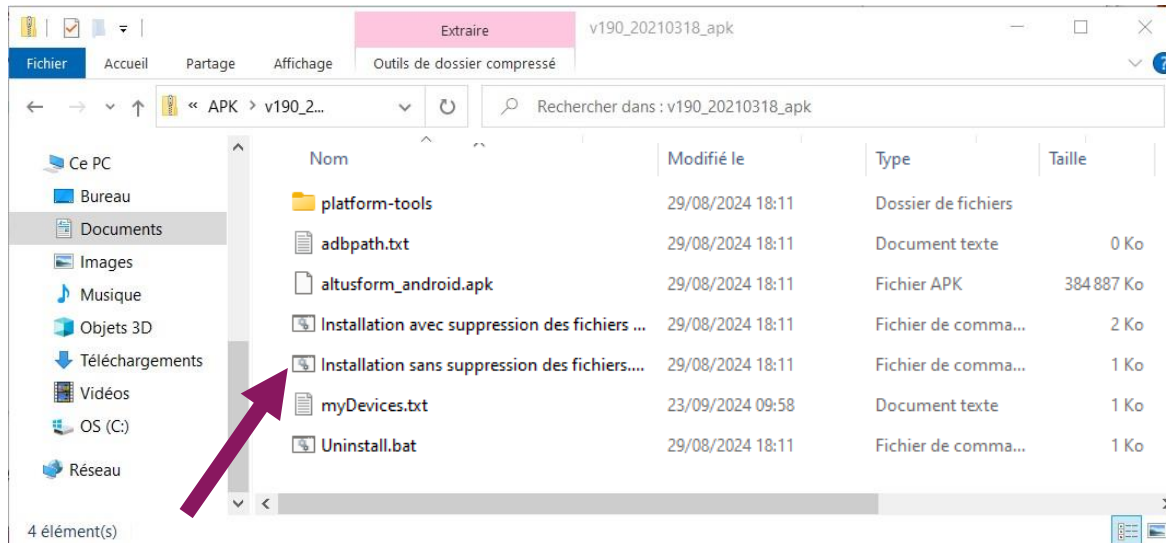 Extraire
v190_20210318_apk
Fichier Accueil Partage Affichage Outils de dossier compressé
« APK > v190_2... Rechercher dans : v190_20210318_apk
Nom Modifié le Type Taille
Ce PC
Bureau
Documents
Images
Musique
Objets 3D
Téléchargements
Vidéos
OS (C:)
Réseau
platform-tools 29/08/2024 18:11 Dossier de fichiers
adbpath.txt 29/08/2024 18:11 Document texte 0 Ko
altusform_android.apk 29/08/2024 18:11 Fichier APK 384 887 Ko
Installation avec suppression des fichiers ... 29/08/2024 18:11 Fichier de comma... 2 Ko
Installation sans suppression des fichiers.... 29/08/2024 18:11 Fichier de comma... 1 Ko
myDevices.txt 23/09/2024 09:58 Document texte 1 Ko
Uninstall.bat 29/08/2024 18:11 Fichier de comma... 1 Ko
4 élément(s)